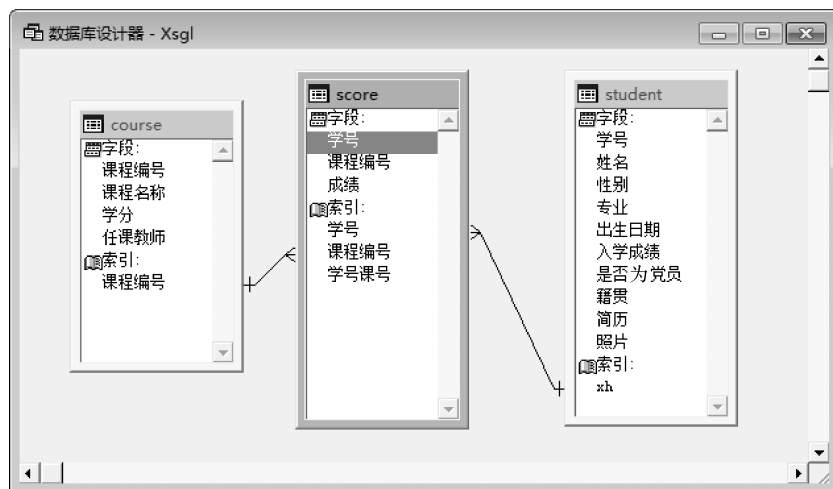 数据库设计器 - Xsgl
course
字段:
课程编号
课程名称
学分
任课教师
索引:
课程编号
score
字段:
学号
课程编号
成绩
索引:
学号
课程编号
学号课号
student
字段:
学号
姓名
性别
专业
出生日期
入学成绩
是否为党员
籍贯
简历
照片
索引:
xh